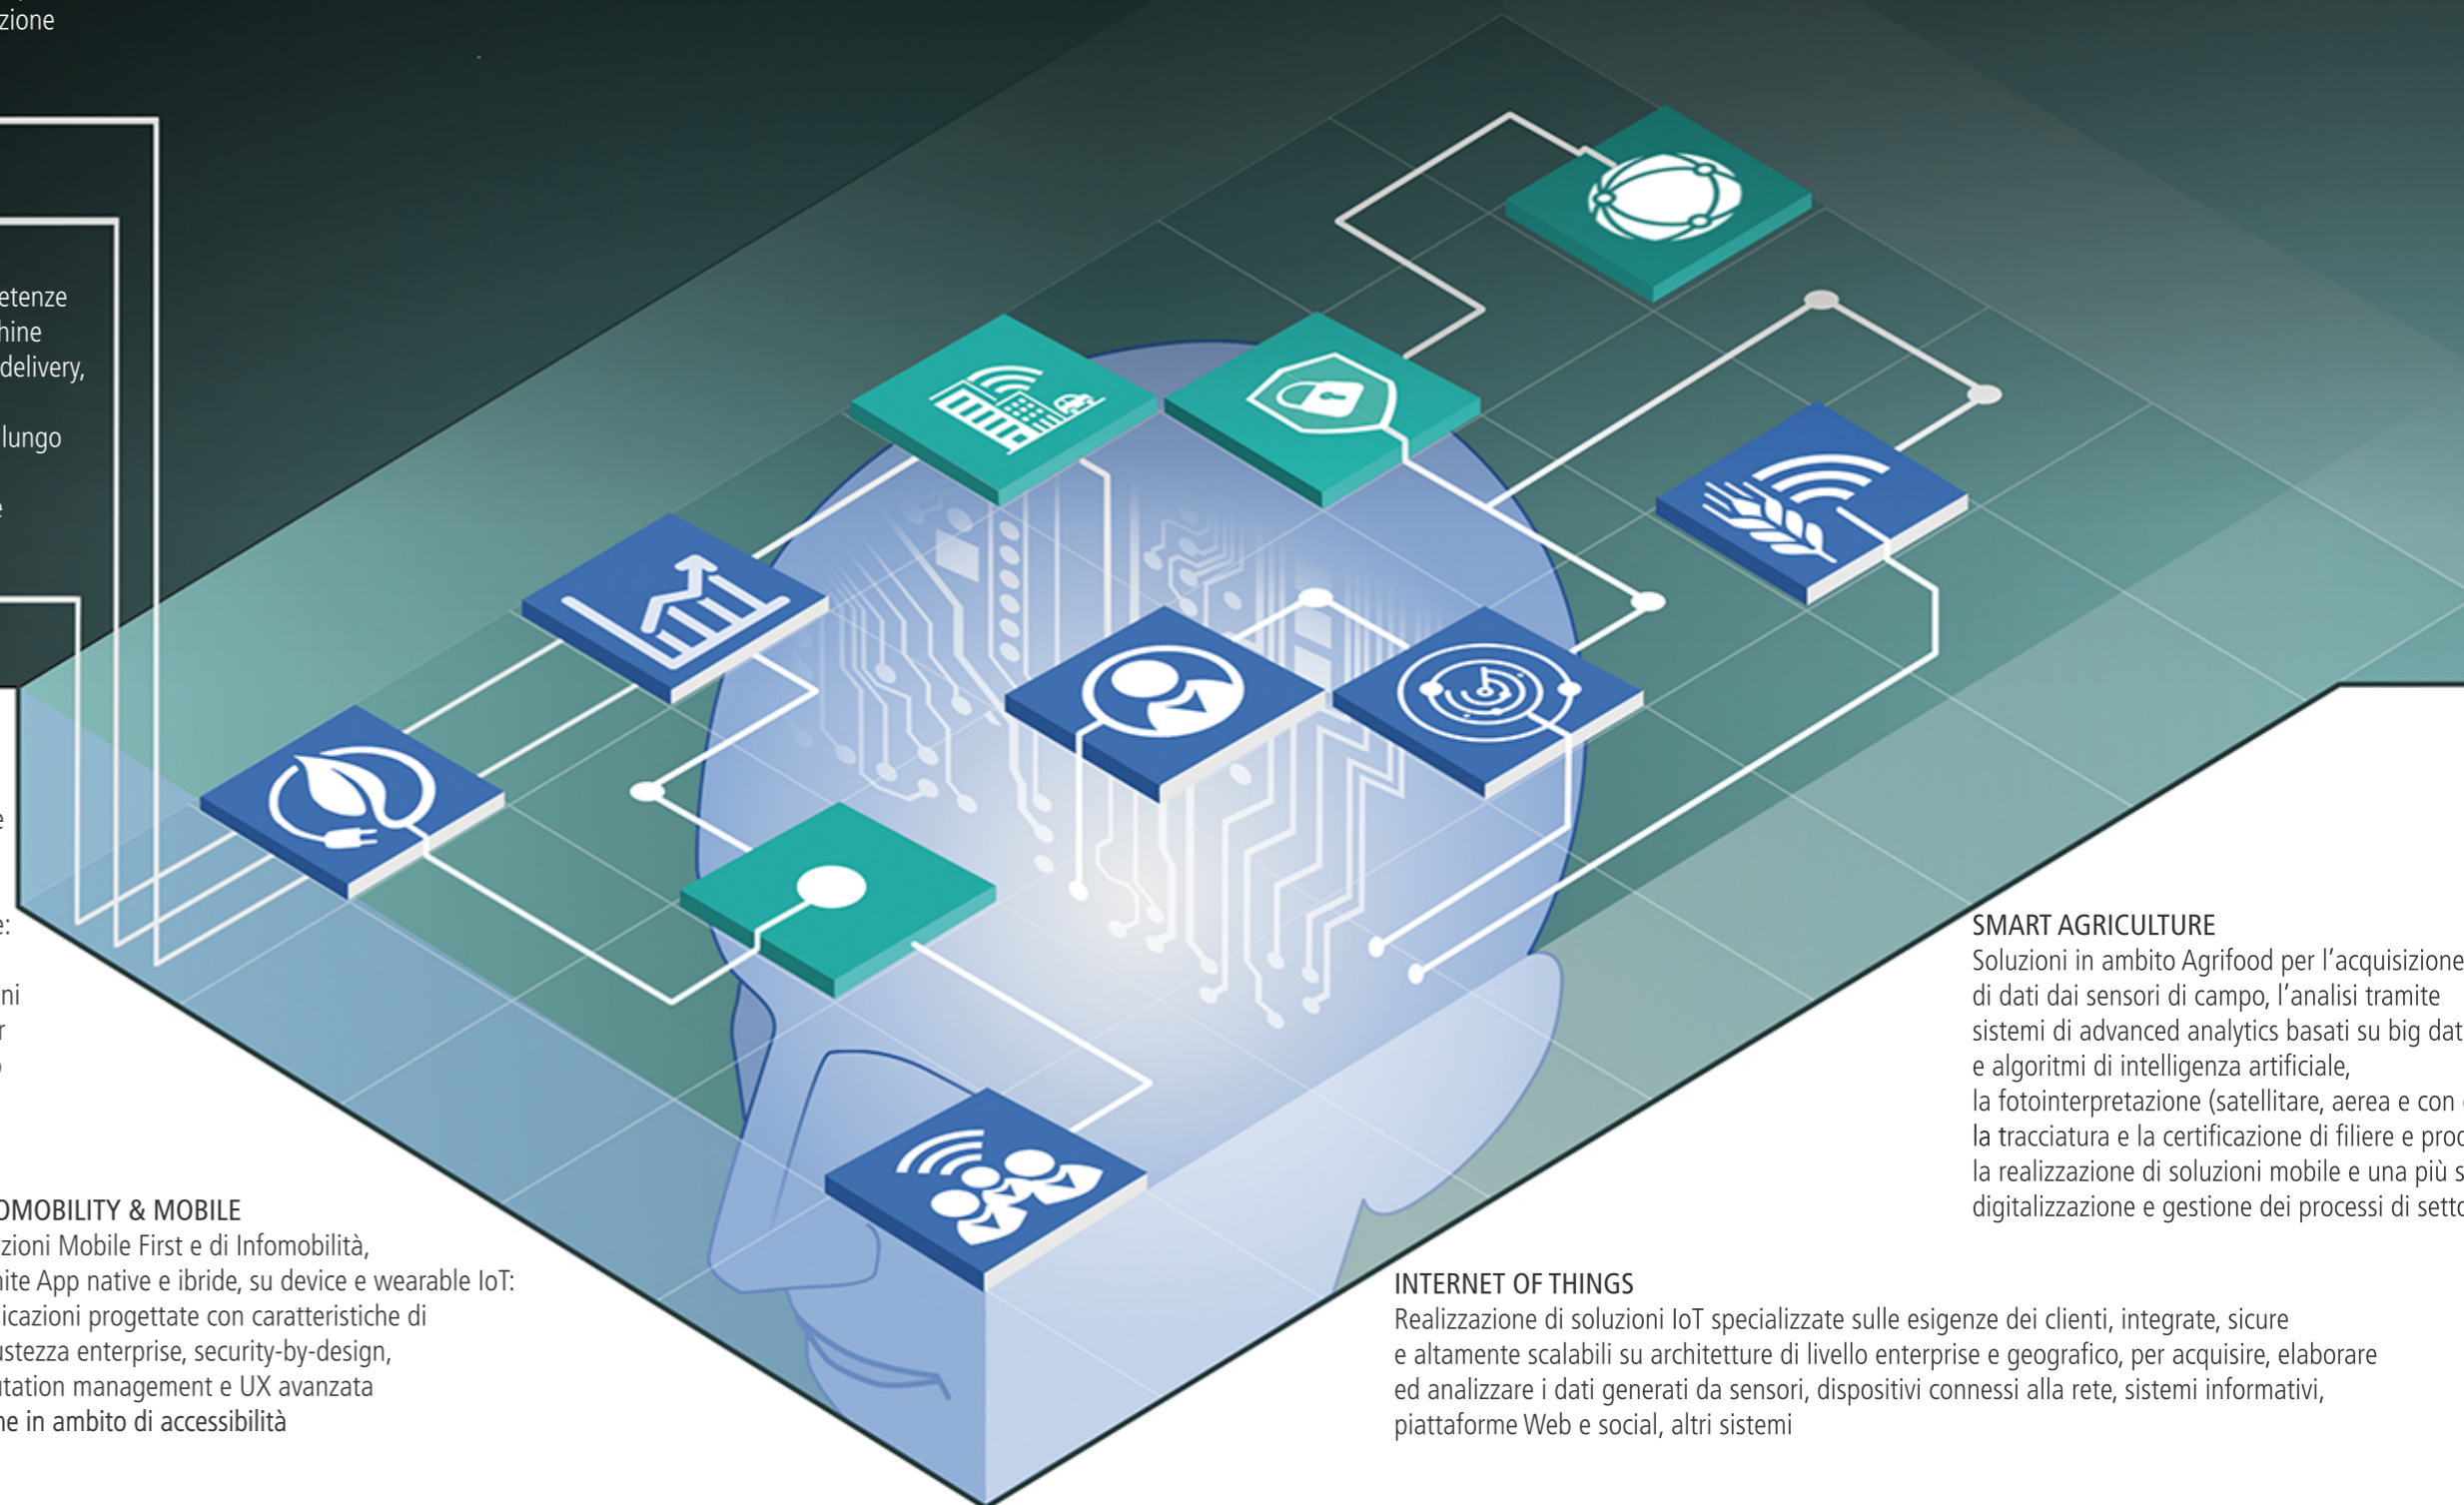 zione
etenze
hine
delivery,
lungo
e
e
e:
ni
r
o
OMOBILITY & MOBILE
zioni Mobile First e di Infomobilità,
nite App native e ibride, su device e wearable IoT:
licazioni progettate con caratteristiche di
ustezza enterprise, security-by-design,
utation management e UX avanzata
ne in ambito di accessibilità
SMART AGRICULTURE
Soluzioni in ambito Agrifood per l’acquisizione
di dati dai sensori di campo, l’analisi tramite
sistemi di advanced analytics basati su big dat
e algoritmi di intelligenza artificiale,
la fotointerpretazione (satellitare, aerea e con
la tracciatura e la certificazione di filiere e prod
la realizzazione di soluzioni mobile e una più s
digitalizzazione e gestione dei processi di setto
INTERNET OF THINGS
Realizzazione di soluzioni IoT specializzate sulle esigenze dei clienti, integrate, sicure
e altamente scalabili su architetture di livello enterprise e geografico, per acquisire, elaborare
ed analizzare i dati generati da sensori, dispositivi connessi alla rete, sistemi informativi,
piattaforme Web e social, altri sistemi